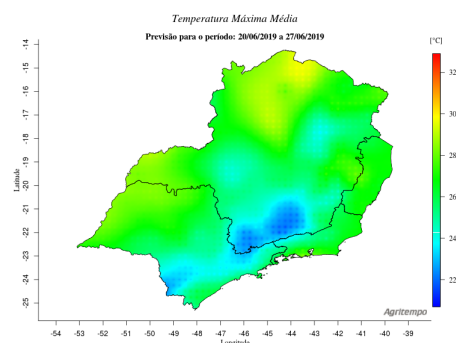 Temperatura Máxima Média
Previsão para o período: 20/06/2019 a 27/06/2019
[°C]
-14
-15
-16
-17
-18
-19
-20
-21
-22
-23
-24
-25
Latitude
32
30
28
26
24
22
Agritempo
-54 -53 -52 -51 -50 -49 -48 -47 -46 -45 -44 -43 -42 -41 -40 -39
Longitude